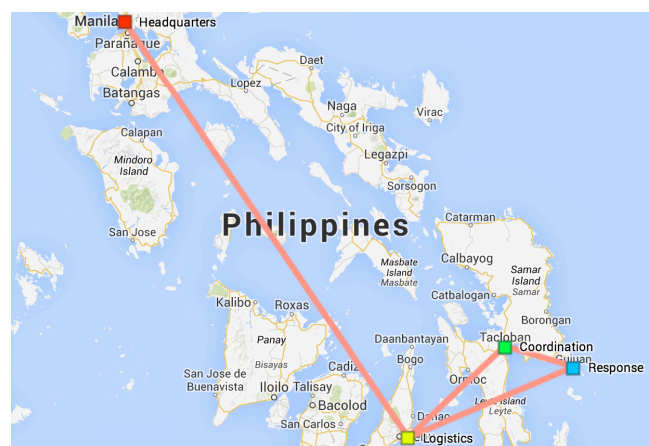 Manila
Headquarters
Parañaque
Calamba
Daet
Lopez
Batangas
Naga
Virac
Calapan
City of Iriga
Mindoro
Island
Legazpi
Sorsogon
Philippines
Catarman
San Jose
Calbayog
Masbate
Island
Masbate
Samar
Island
Samar
Catbalogan
Kalibo
Roxas
Borongan
Panay
Daanbantayan
Tacloban
Coordination
Bisayas
Bogo
Guiuan
Cadiz
Response
San Jose de
Buenavista
Iloilo
Talisay
Ormoc
Bacolod
Leyte Island
Leyte
San Carlos
Danao
Logistics